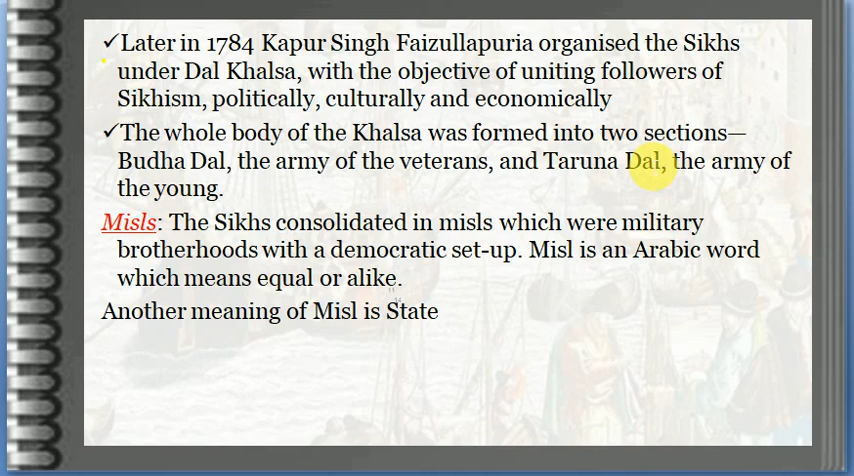 ✓Later in 1784 Kapur Singh Faizullapuria organised the Sikhs
under Dal Khalsa, with the objective of uniting followers of
Sikhism, politically, culturally and economically
✓The whole body of the Khalsa was formed into two sections—
Budha Dal, the army of the veterans, and Taruna Dal, the army of
the young.
Misls: The Sikhs consolidated in misls which were military
brotherhoods with a democratic set-up. Misl is an Arabic word
which means equal or alike.
Another meaning of Misl is State